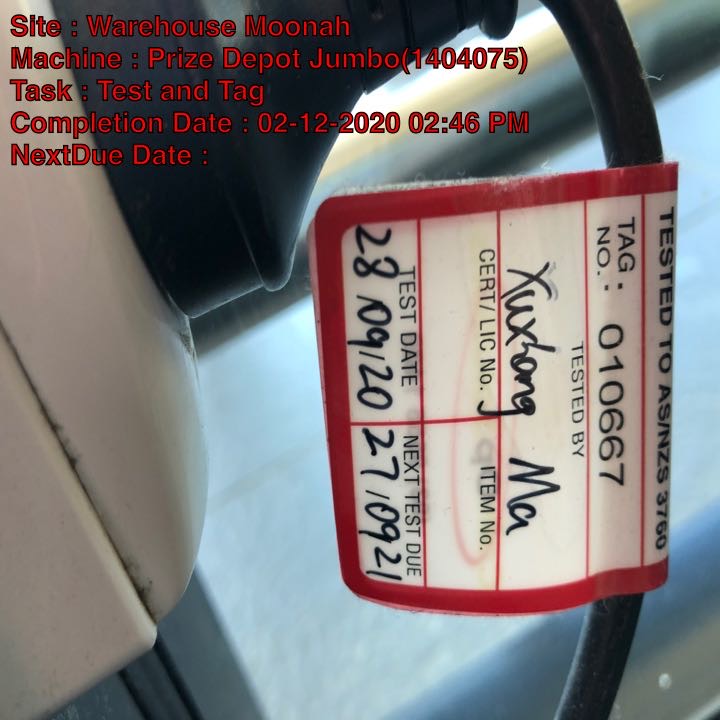 Site : Warehouse Moonah
Machine : Prize Depot Jumbo(1404075)
Task : Test and Tag
Completion Date : 02-12-2020 02:46 PM
NextDue Date :
TESTED TO AS/NZS 3760
TAG NO. : 010667
TESTED BY
Xuxhang Ma
CERT/ LIC No. ITEM No.
TEST DATE NEXT TEST DUE
28/09/20 27/09/21